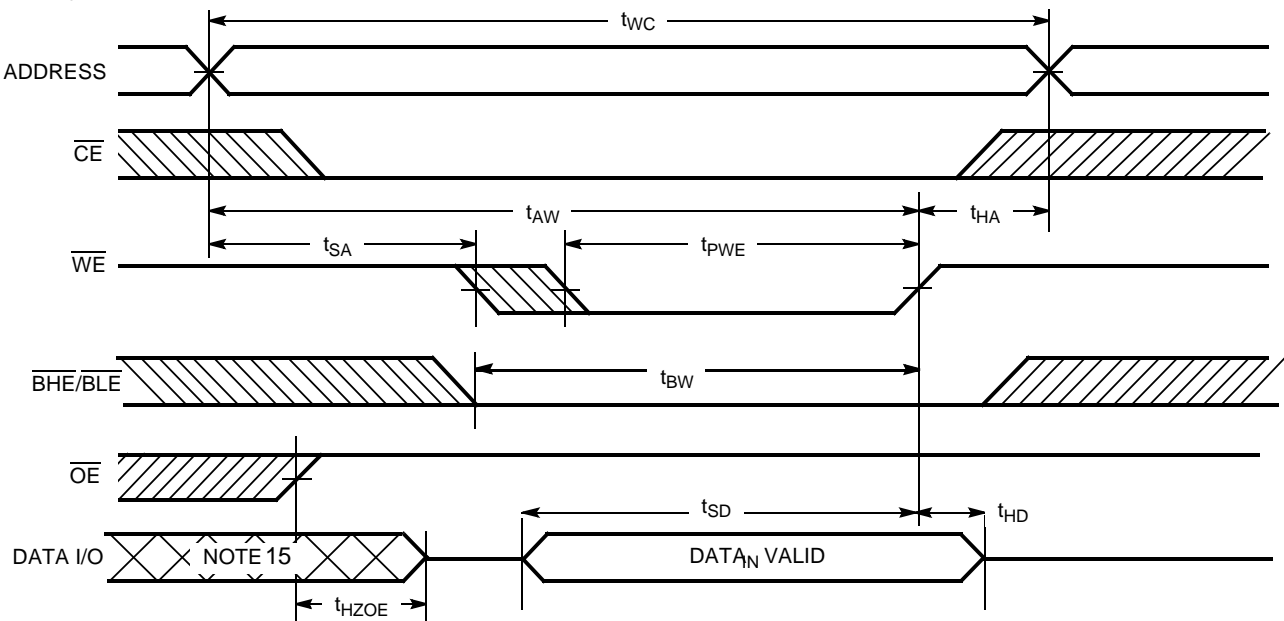 tWC
ADDRESS
CE
tAW
tHA
tSA
tPWE
WE
BHE/BLE
tBW
OE
tSD
tHD
DATA I/O
NOTE 15
DATAIN VALID
tHZOE